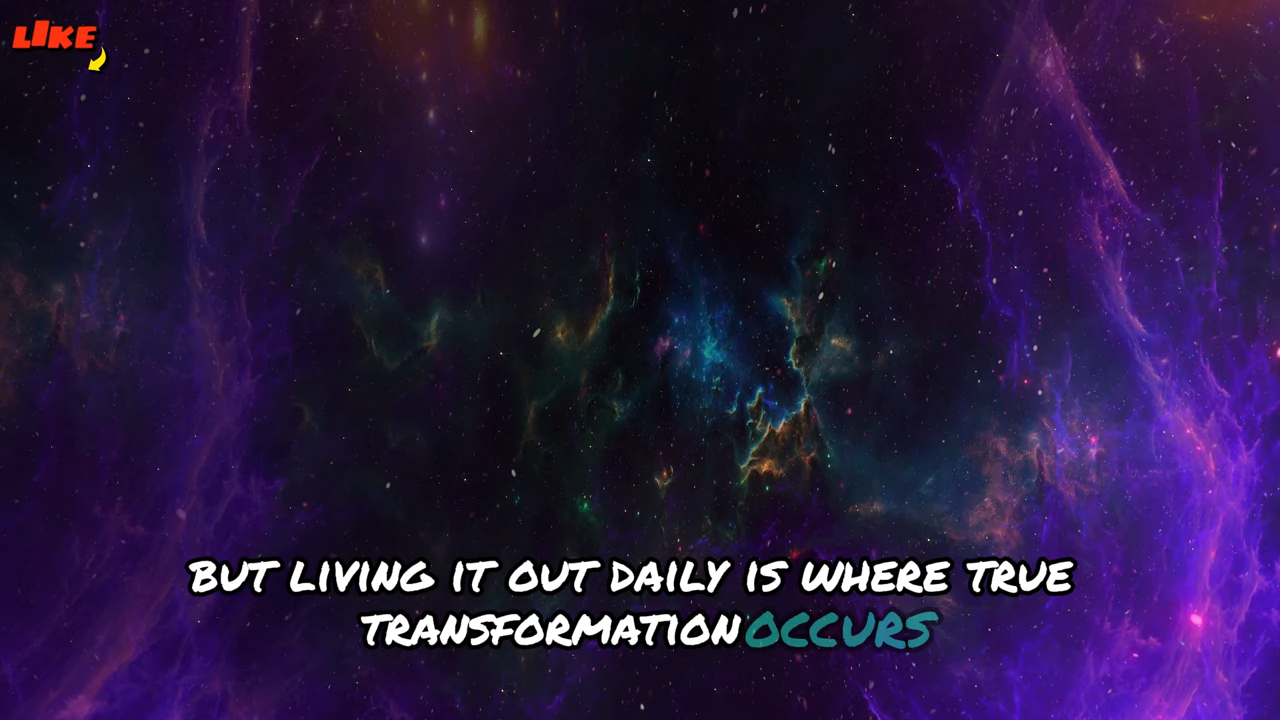 LIKE
BUT LIVING IT OUT DAILY IS WHERE TRUE
TRANSFORMATION OCCURS